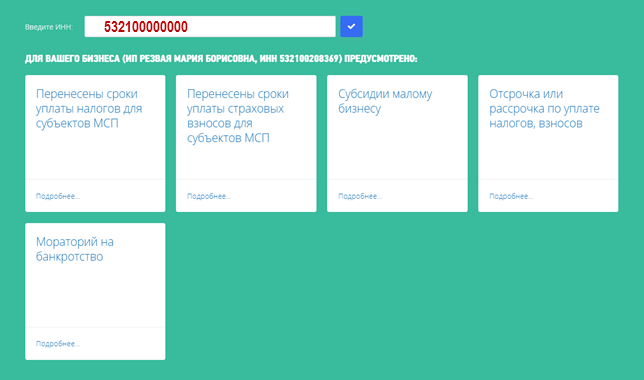 Введите ИНН: 532100000000
ДЛЯ ВАШЕГО БИЗНЕСА (ИП РЕЗВАЯ МАРИЯ БОРИСОВНА, ИНН 532100208369) ПРЕДУСМОТРЕНО:
Перенесены сроки
уплаты налогов для
субъектов МСП
Подробнее...
Перенесены сроки
уплаты страховых
взносов для
субъектов МСП
Подробнее...
Субсидии малому
бизнесу
Подробнее...
Отсрочка или
рассрочка по уплате
налогов, взносов
Подробнее...
Мораторий на
банкротство
Подробнее...